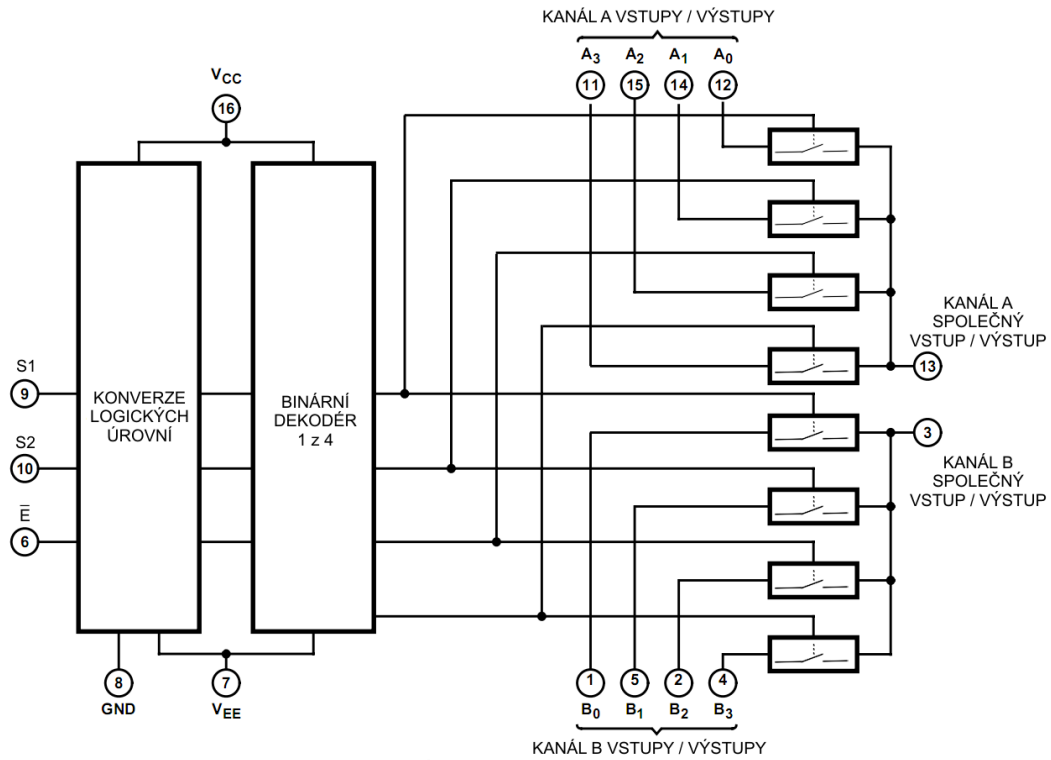 KANÁL A VSTUPY / VÝSTUPY
A3 A2 A1 A0
11 15 14 12
VCC
16
KANÁL A
SPOLEČNÝ
VSTUP / VÝSTUP
13
S1
9
KONVERZE
LOGICKÝCH
ÚROVNÍ
BINÁRNÍ
DEKODÉR
1 z 4
3
S2
10
KANÁL B
SPOLEČNÝ
VSTUP / VÝSTUP
E̅
6
8
GND
7
VEE
1 5 2 4
B0 B1 B2 B3
KANÁL B VSTUPY / VÝSTUPY